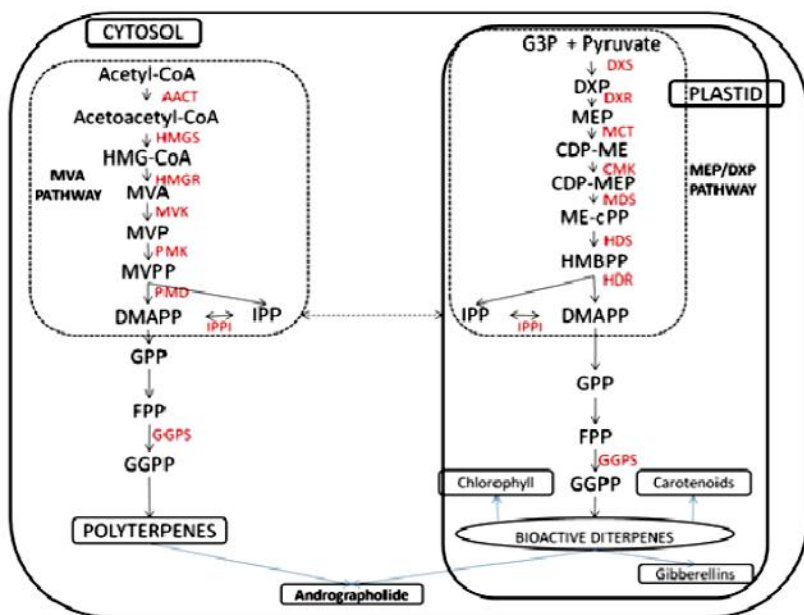 CYTOSOL
Acetyl-CoA
AACT
Acetoacetyl-CoA
HMGS
HMG-CoA
HMGR
MVA
MVK
MVP
PMK
MVPP
PMD
DMAPP
IPPI
IPP
MVA
PATHWAY
GPP
FPP
GGPS
GGPP
POLYTERPENES
G3P + Pyruvate
DXS
DXP
DXR
MEP
MCT
CDP-ME
CMK
CDP-MEP
MDS
ME-cPP
HDS
HMBPP
HDR
IPP
IPPI
DMAPP
PLASTID
MEP/DXP
PATHWAY
GPP
FPP
GGPS
GGPP
Chlorophyll
Carotenoids
BIOACTIVE DITERPENES
Gibberellins
Andrographolide